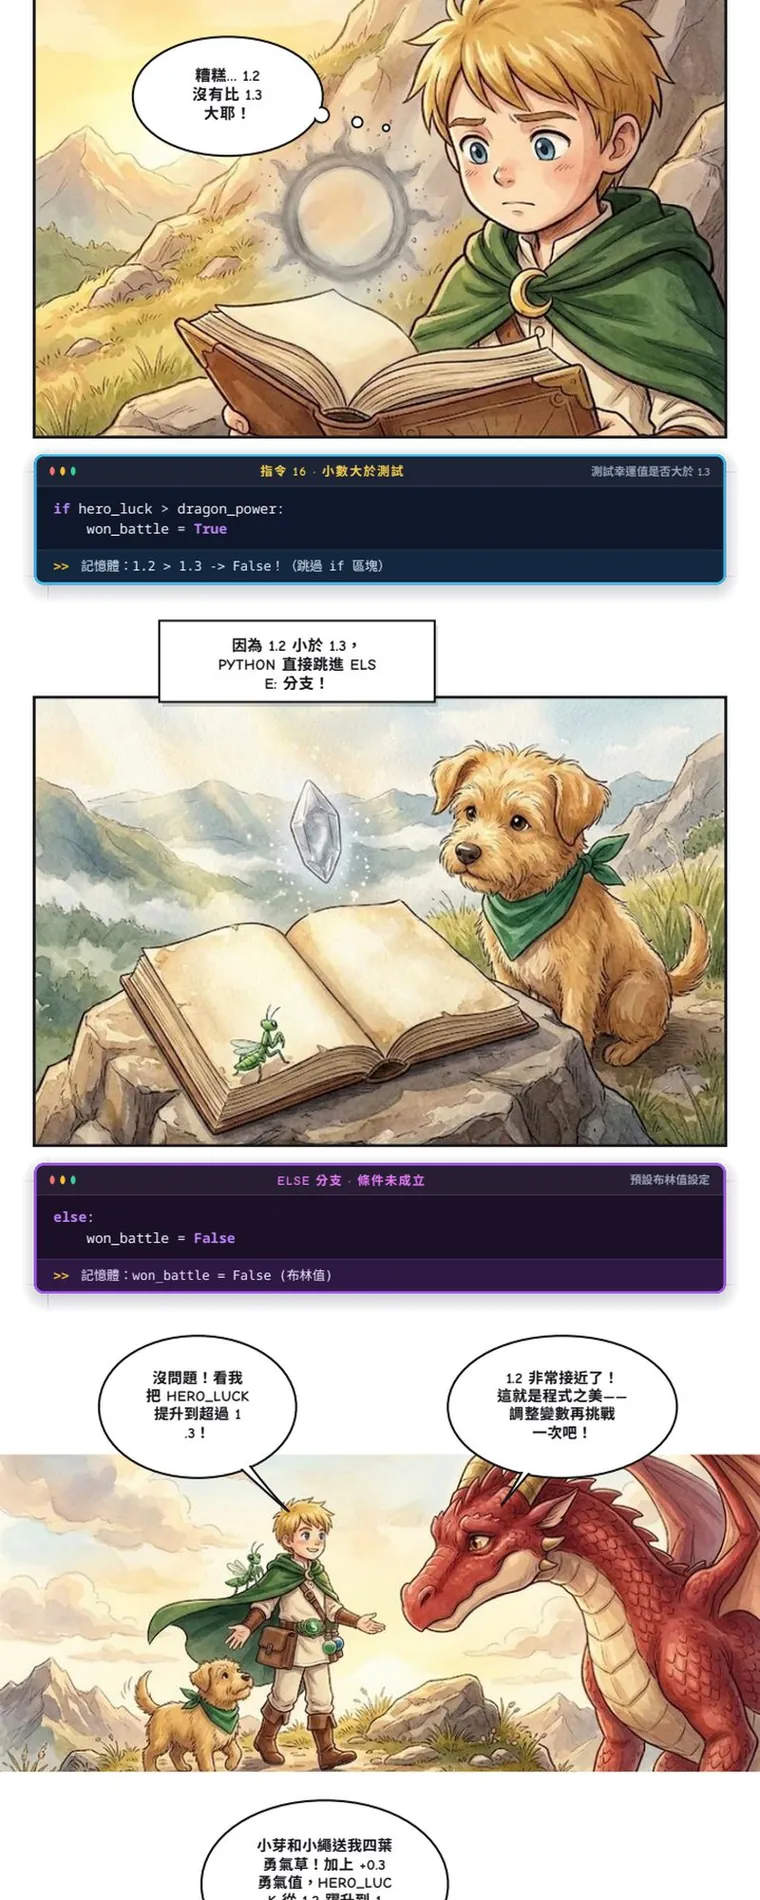 糟糕... 1.2
沒有比 1.3
大耶！
指令 16 · 小數大於測試
測試幸運值是否大於 1.3
if hero_luck > dragon_power:
won_battle = True
>> 記憶體：1.2 > 1.3 -> False！（跳過 if 區塊）
因為 1.2 小於 1.3，
PYTHON 直接跳進 ELS
E: 分支！
ELSE 分支 · 條件未成立
預設布林值設定
else:
won_battle = False
>> 記憶體：won_battle = False (布林值)
沒問題！看我
把 HERO_LUCK
提升到超過 1
.3！
1.2 非常接近了！
這就是程式之美——
調整變數再挑戰
一次吧！
小芽和小繩送我四葉
勇氣草！加上 +0.3
勇氣值，HERO_LUC